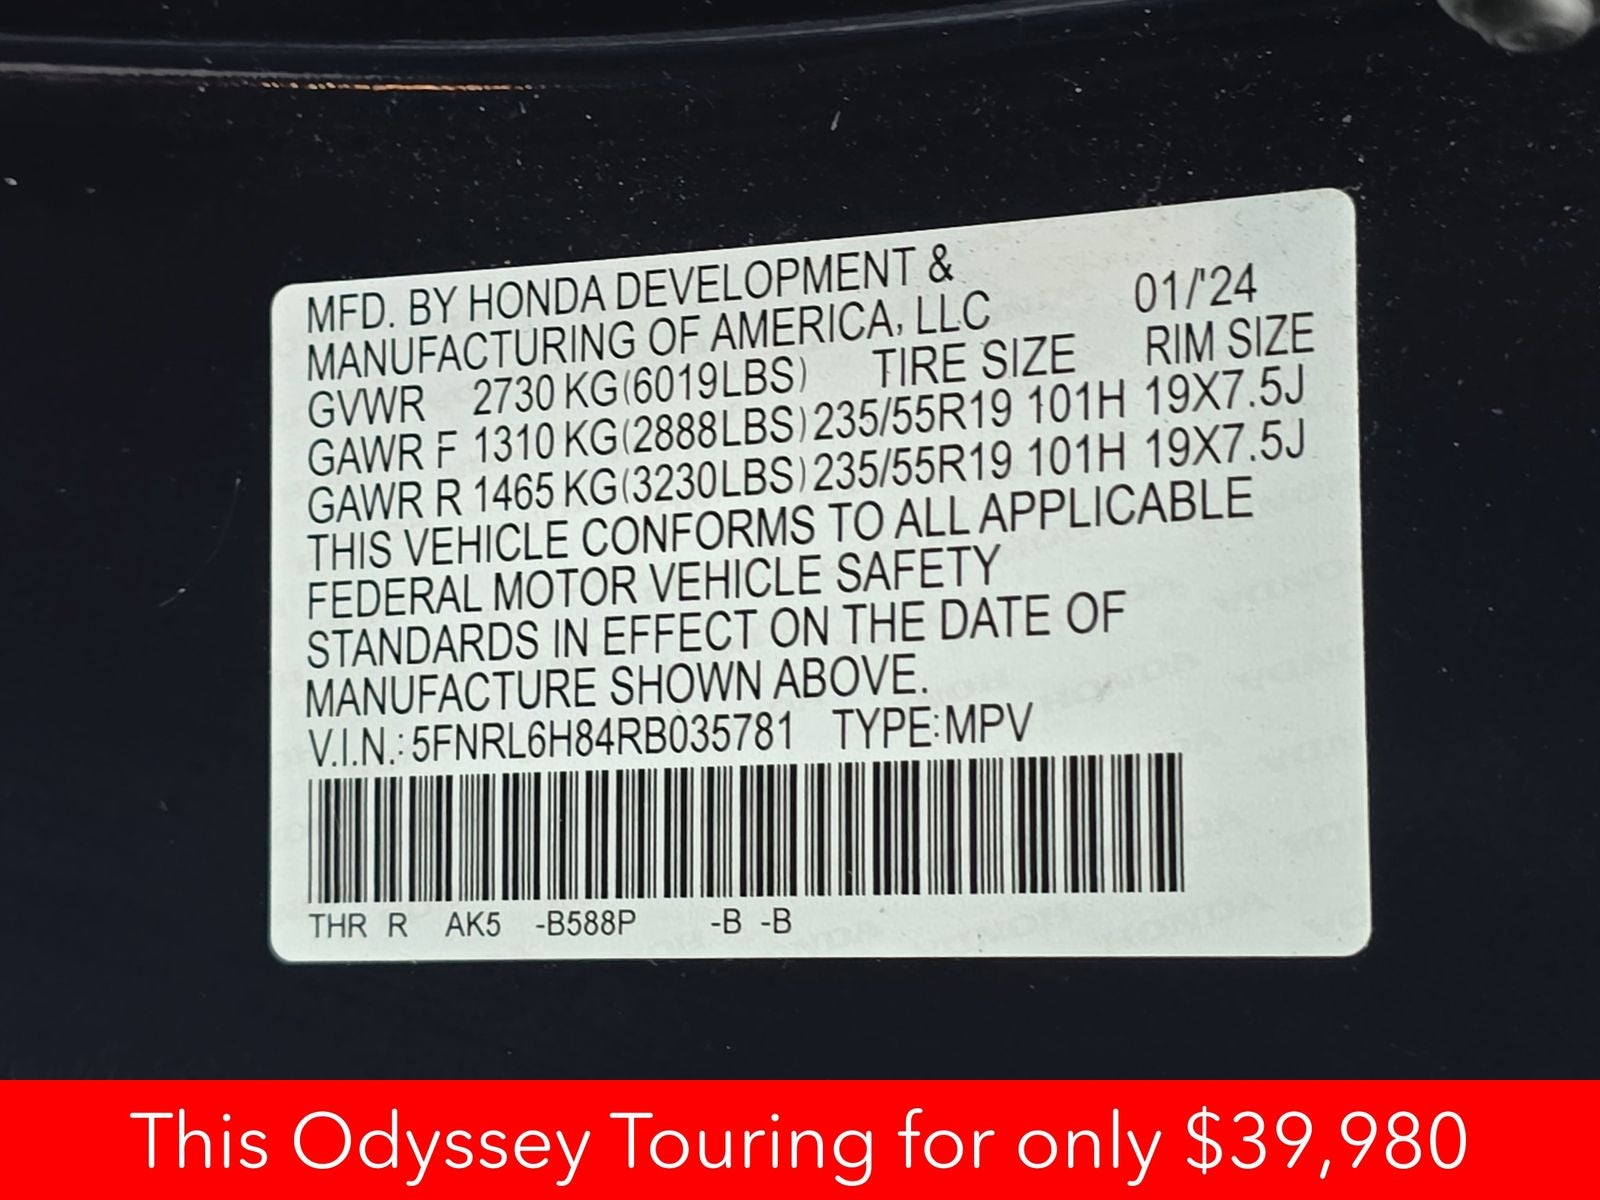 MFD. BY HONDA DEVELOPMENT &
MANUFACTURING OF AMERICA, LLC 01/'24
GVWR 2730 KG(6019LBS) TIRE SIZE RIM SIZE
GAWR F 1310 KG(2888LBS) 235/55R19 101H 19X7.5J
GAWR R 1465 KG(3230LBS) 235/55R19 101H 19X7.5J
THIS VEHICLE CONFORMS TO ALL APPLICABLE
FEDERAL MOTOR VEHICLE SAFETY
STANDARDS IN EFFECT ON THE DATE OF
MANUFACTURE SHOWN ABOVE.
V.I.N.: 5FNRL6H84RB035781 TYPE:MPV
THR R AK5 -B588P -B -B
This Odyssey Touring for only $39,980